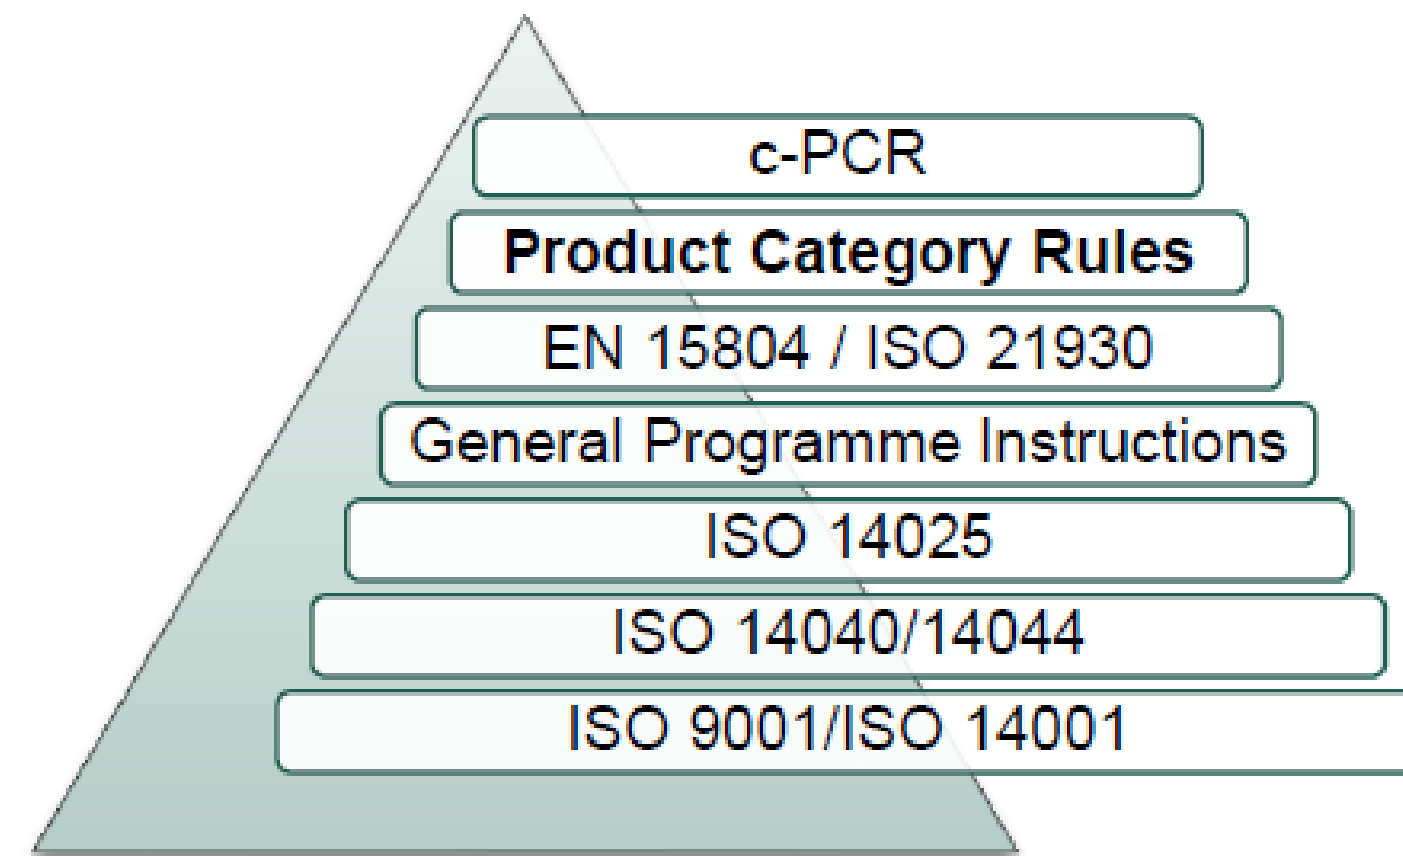 c-PCR
Product Category Rules
EN 15804 / ISO 21930
General Programme Instructions
ISO 14025
ISO 14040/14044
ISO 9001/ISO 14001